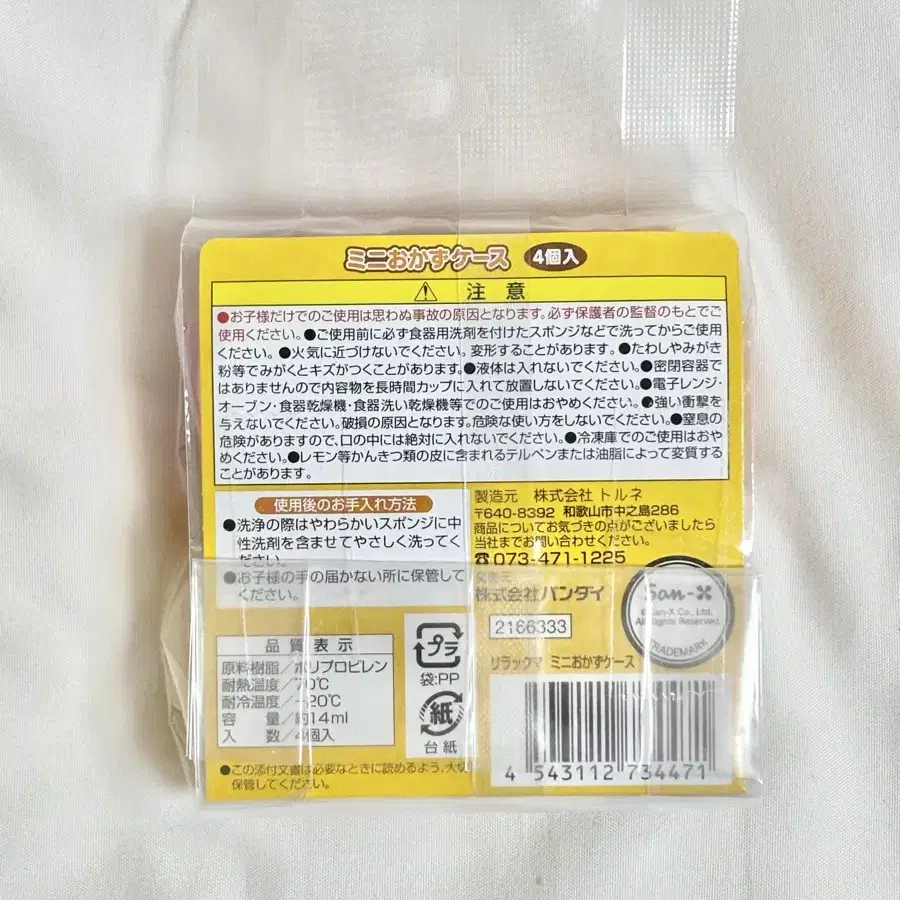 ミニおかずケース 4個入
注意
●お子様だけでのご使用は思わぬ事故の原因となります。必ず保護者の監督のもとでご
使用ください。●ご使用前に必ず食器用洗剤を付けたスポンジなどで洗ってからご使用
ください。●火気に近づけないでください。変形することがあります。●たわしやみがき
粉等でみがくとキズがつくことがあります。●液体は入れないでください。●密閉容器で
はありませんので内容物を長時間カップに入れて放置しないでください。●電子レンジ・
オーブン・食器乾燥機・食器洗い乾燥機等でのご使用はおやめください。●強い衝撃を
与えないでください。破損の原因となります。危険な使い方をしないでください。●窒息の
危険がありますので、口の中には絶対に入れないでください。●冷凍庫でのご使用はおや
めください。●レモン等かんきつ類の皮に含まれるテルペンまたは油脂によって変質する
ことがあります。
使用後のお手入れ方法
●洗浄の際はやわらかいスポンジに中
性洗剤を含ませてやさしく洗ってく
ださい。
●お子様の手の届かない所に保管して
ください。
製造元 株式会社 トルネ
〒640-8392 和歌山市中之島286
商品についてお気づきの点がございましたら
当社までお問い合わせください。
☎073-471-1225
株式会社バンダイ
2166333
San-X
©San-X Co., Ltd.
All Rights Reserved.
TRADEMARK
リラックマ ミニおかずケース
品質表示
原料樹脂/ポリプロピレン
耐熱温度/70℃
耐冷温度/-20℃
容量/約14ml
入数/4個入
プラ
袋:PP
紙
台紙
●この添付文書は必要なときに読めるよう、大切
保管してください。
4 543112 734471